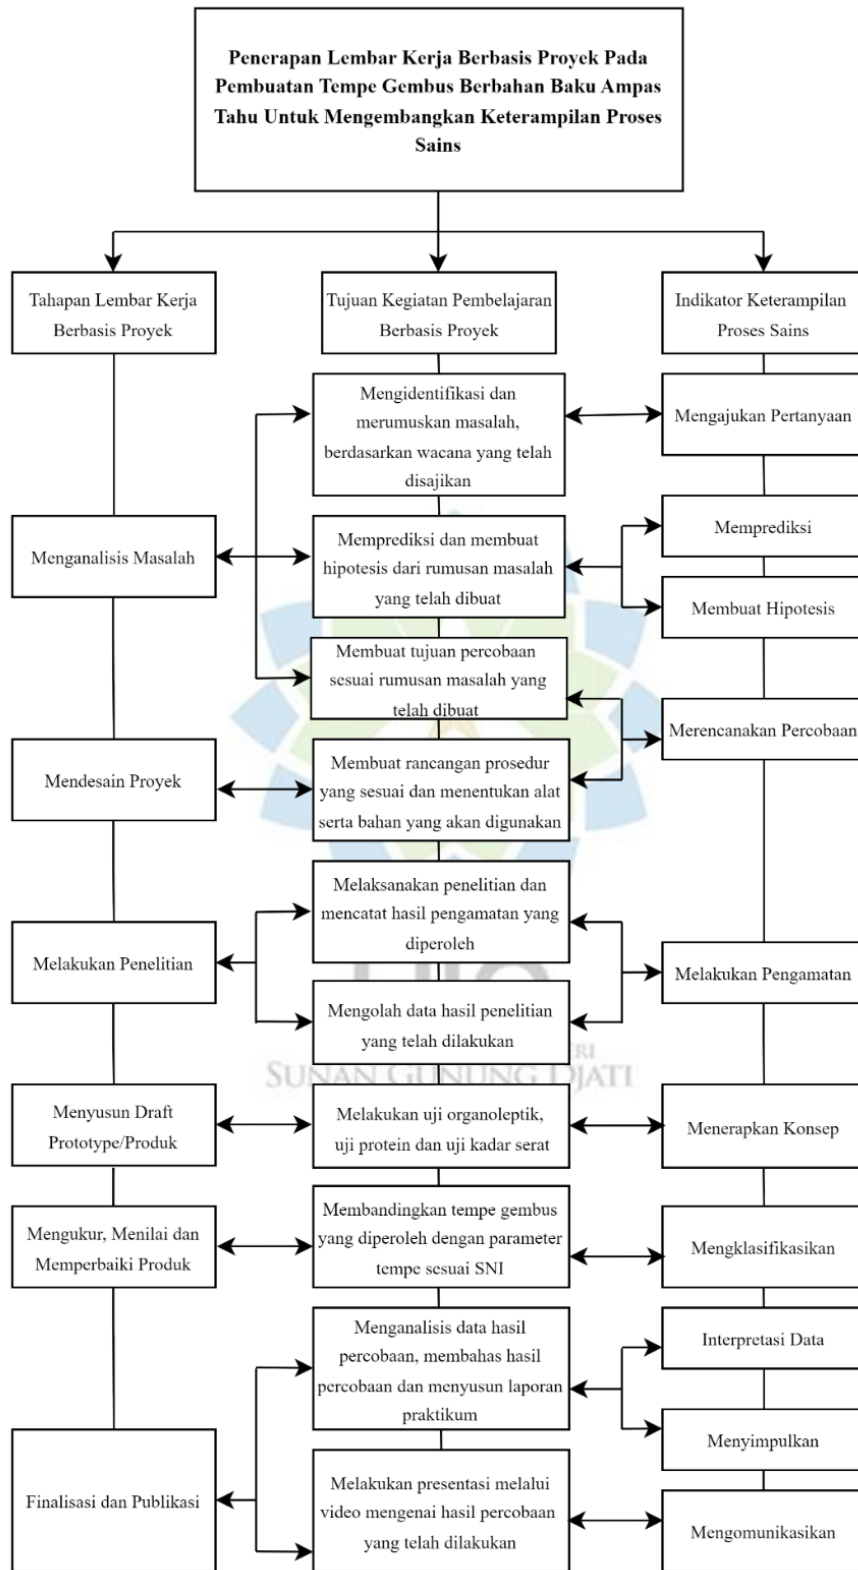 Penerapan Lembar Kerja Berbasis Proyek Pada
Pembuatan Tempe Gembus Berbahan Baku Ampas
Tahu Untuk Mengembangkan Keterampilan Proses
Sains
Tahapan Lembar Kerja
Berbasis Proyek
Tujuan Kegiatan Pembelajaran
Berbasis Proyek
Indikator Keterampilan
Proses Sains
Mengidentifikasi dan
merumuskan masalah,
berdasarkan wacana yang telah
disajikan
Mengajukan Pertanyaan
Menganalisis Masalah
Memprediksi dan membuat
hipotesis dari rumusan masalah
yang telah dibuat
Memprediksi
Membuat Hipotesis
Membuat tujuan percobaan
sesuai rumusan masalah yang
telah dibuat
Merencanakan Percobaan
Mendesain Proyek
Membuat rancangan prosedur
yang sesuai dan menentukan alat
serta bahan yang akan digunakan
Melaksanakan penelitian dan
mencatat hasil pengamatan yang
diperoleh
Melakukan Penelitian
Melakukan Pengamatan
Mengolah data hasil penelitian
yang telah dilakukan
SUNAN GUNUNG DJATI
Menyusun Draft
Prototype/Produk
Melakukan uji organoleptik,
uji protein dan uji kadar serat
Menerapkan Konsep
Mengukur, Menilai dan
Memperbaiki Produk
Membandingkan tempe gembus
yang diperoleh dengan parameter
tempe sesuai SNI
Mengklasifikasikan
Menganalisis data hasil
percobaan, membahas hasil
percobaan dan menyusun laporan
praktikum
Interpretasi Data
Menyimpulkan
Finalisasi dan Publikasi
Melakukan presentasi melalui
video mengenai hasil percobaan
yang telah dilakukan
Mengomunikasikan